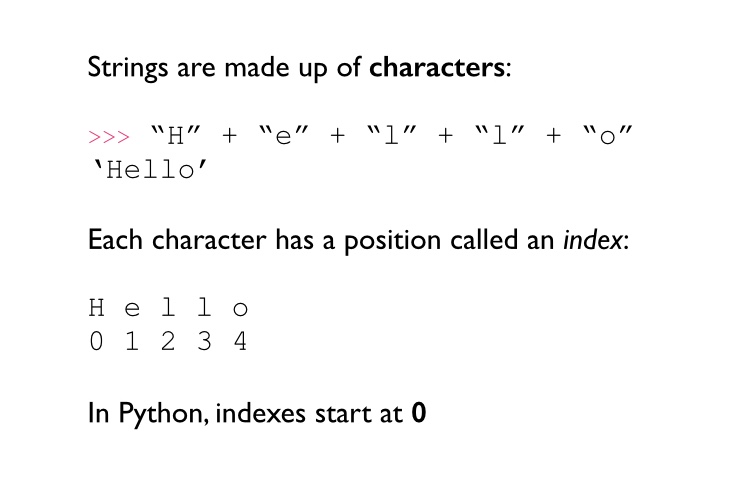 Strings are made up of characters:
>>> “H” + “e” + “l” + “l” + “o”
‘Hello’
Each character has a position called an index:
H e l l o
0 1 2 3 4
In Python, indexes start at 0